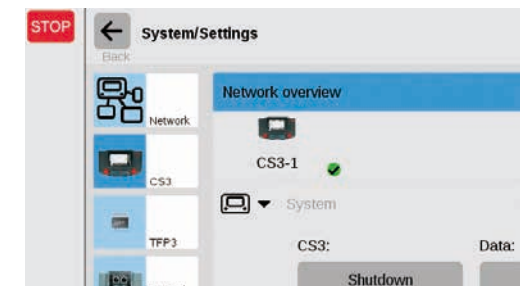 STOP
System/Settings
Back
Network overview
Network
CS3-1
CS3
System
TFP3
CS3: Data:
Shutdown